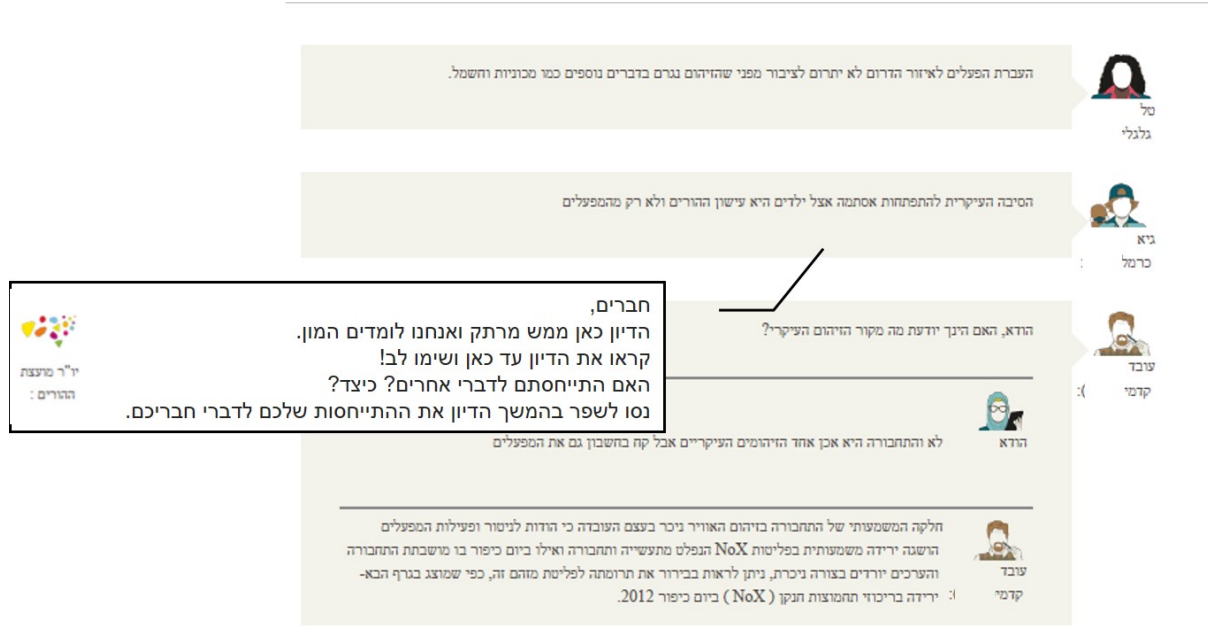 העברת הפעלים לאיזור הדרום לא יתרום לציבור מפני שהזיהום נגרם בדברים נוספים כמו מכוניות וחשמל.
טל
גלגלי
הסיבה העיקרית להתפתחות אסתמה אצל ילדים היא עישון ההורים ולא רק מהמפעלים
גיא
כרמל :
חברים,
הדיון כאן ממש מרתק ואנחנו לומדים המון.
קראו את הדיון עד כאן ושימו לב!
האם התייחסתם לדברי אחרים? כיצד?
נסו לשפר בהמשך הדיון את ההתייחסות שלכם לדברי חבריכם.
יו"ר מועצת
ההורים :
הודא, האם הינך יודעת מה מקור הזיהום העיקרי?
עובד
קדמי ):
הודא
לא והתחבורה היא אכן אחד הזיהומים העיקריים אבל קח בחשבון גם את המפעלים
חלקה המשמעותי של התחבורה בזיהום האוויר ניכר בעצם העובדה כי הודות לניטור ופעילות המפעלים
הושגה ירידה משמעותית בפליטות NoX הנפלט מתעשייה ותחבורה ואילו ביום כיפור בו מושבתת התחבורה
והערכים יורדים בצורה ניכרת, ניתן לראות בבירור את תרומתה לפליטת מזהם זה, כפי שמוצג בגרף הבא-
ירידה בריכוזי תחמוצות חנקן ( NoX ) ביום כיפור 2012.
עובד
קדמי ):